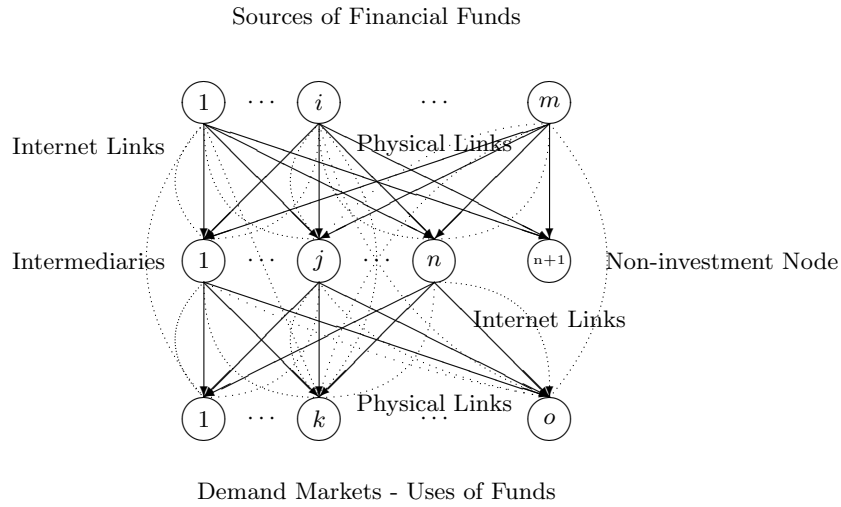 Sources of Financial Funds
1 ··· i ··· m
Internet Links Physical Links
Intermediaries 1 ··· j ··· n n+1 Non-investment Node
Internet Links
Physical Links
1 ··· k ··· o
Demand Markets - Uses of Funds